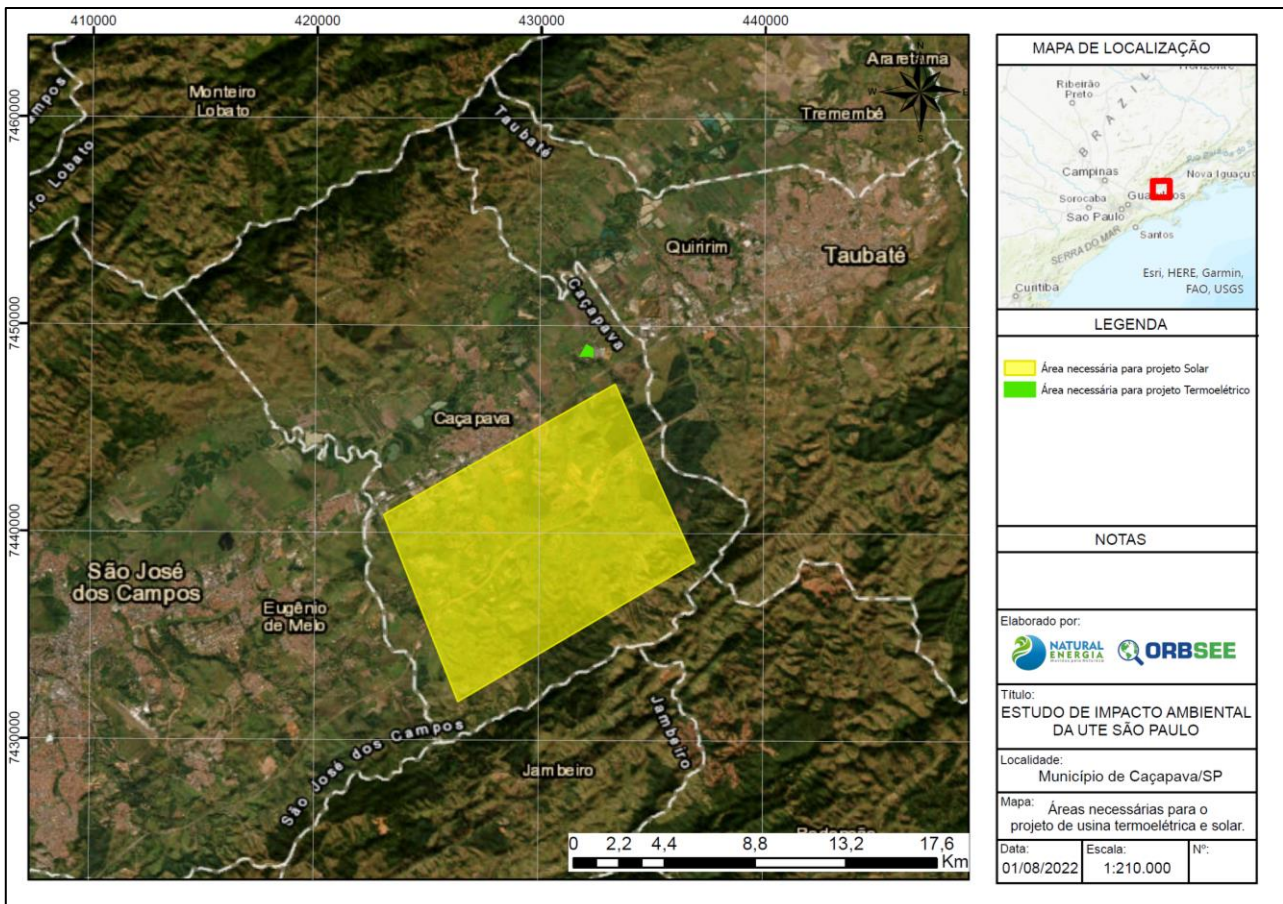 410000
420000
430000
440000
7460000
7450000
7440000
7430000
Campos
Monteiro
Lobato
Lobato
Taubaté
Araretama
N
W
E
S
Tremembé
Quiririm
Taubaté
Caçapava
Caçapava
São José
dos Campos
Eugênio
de Melo
São José dos Campos
Jambeiro
Jambeiro
0 2,2 4,4 8,8 13,2 17,6
Km
MAPA DE LOCALIZAÇÃO
Ribeirão
Preto
BRAZIL
Campinas
Nova Iguaçu
Sorocaba
Sao Paulo
Santos
SERRA DO MAR
Curitiba
Esri, HERE, Garmin,
FAO, USGS
LEGENDA
Área necessária para projeto Solar
Área necessária para projeto Termoelétrico
NOTAS
Elaborado por:
NATURAL
ENERGIA
ORBSEE
Título:
ESTUDO DE IMPACTO AMBIENTAL
DA UTE SÃO PAULO
Localidade:
Município de Caçapava/SP
Mapa: Áreas necessárias para o
projeto de usina termoelétrica e solar.
Data: Escala: Nº:
01/08/2022 1:210.000